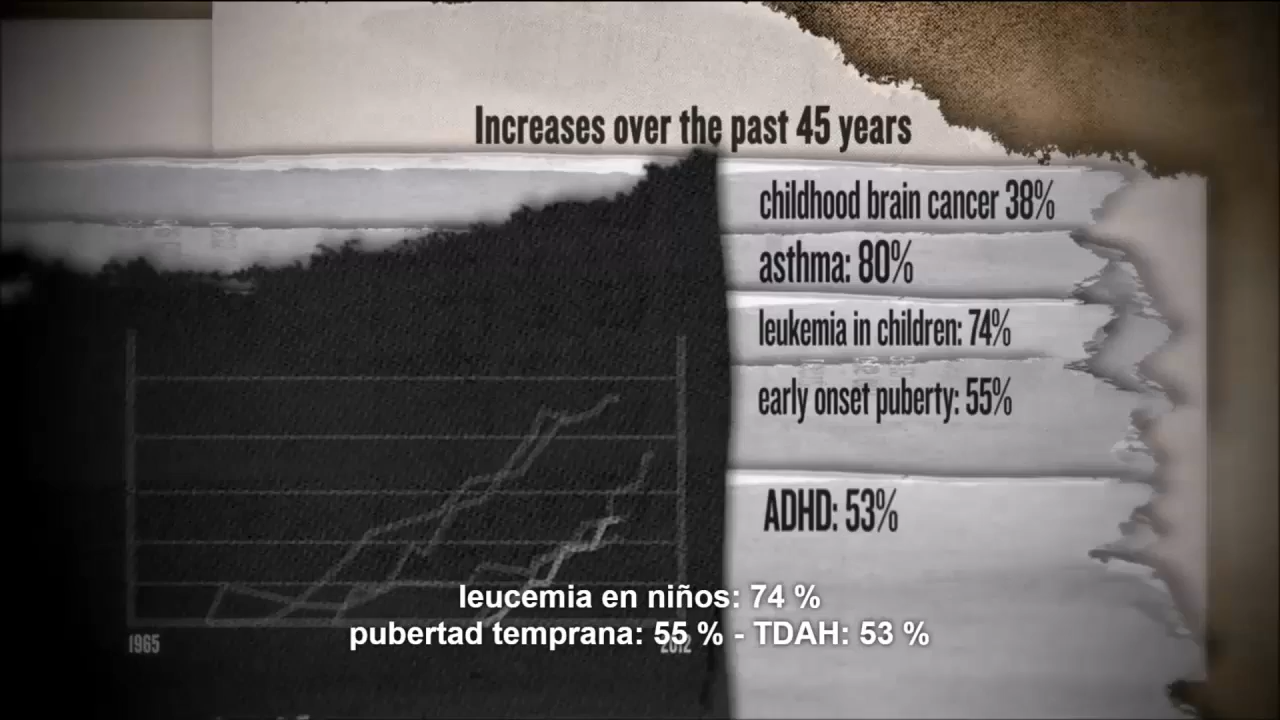 Increases over the past 45 years
childhood brain cancer 38%
asthma: 80%
leukemia in children: 74%
early onset puberty: 55%
ADHD: 53%
1965
2012
leucemia en niños: 74 %
pubertad temprana: 55 % - TDAH: 53 %